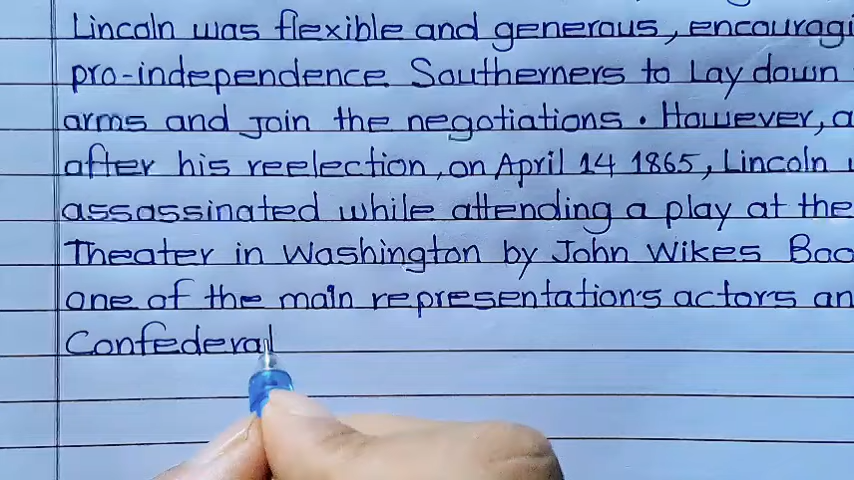 Lincoln was flexible and generous, encouragi
pro-independence Southerners to Lay down
arms and Join the negotiations. However, a
after his reelection, on April 14 1865, Lincoln
assassinated while attending a play at the
Theater in Washington by John Wikes Boo
one of the main representation's actors an
Confederal